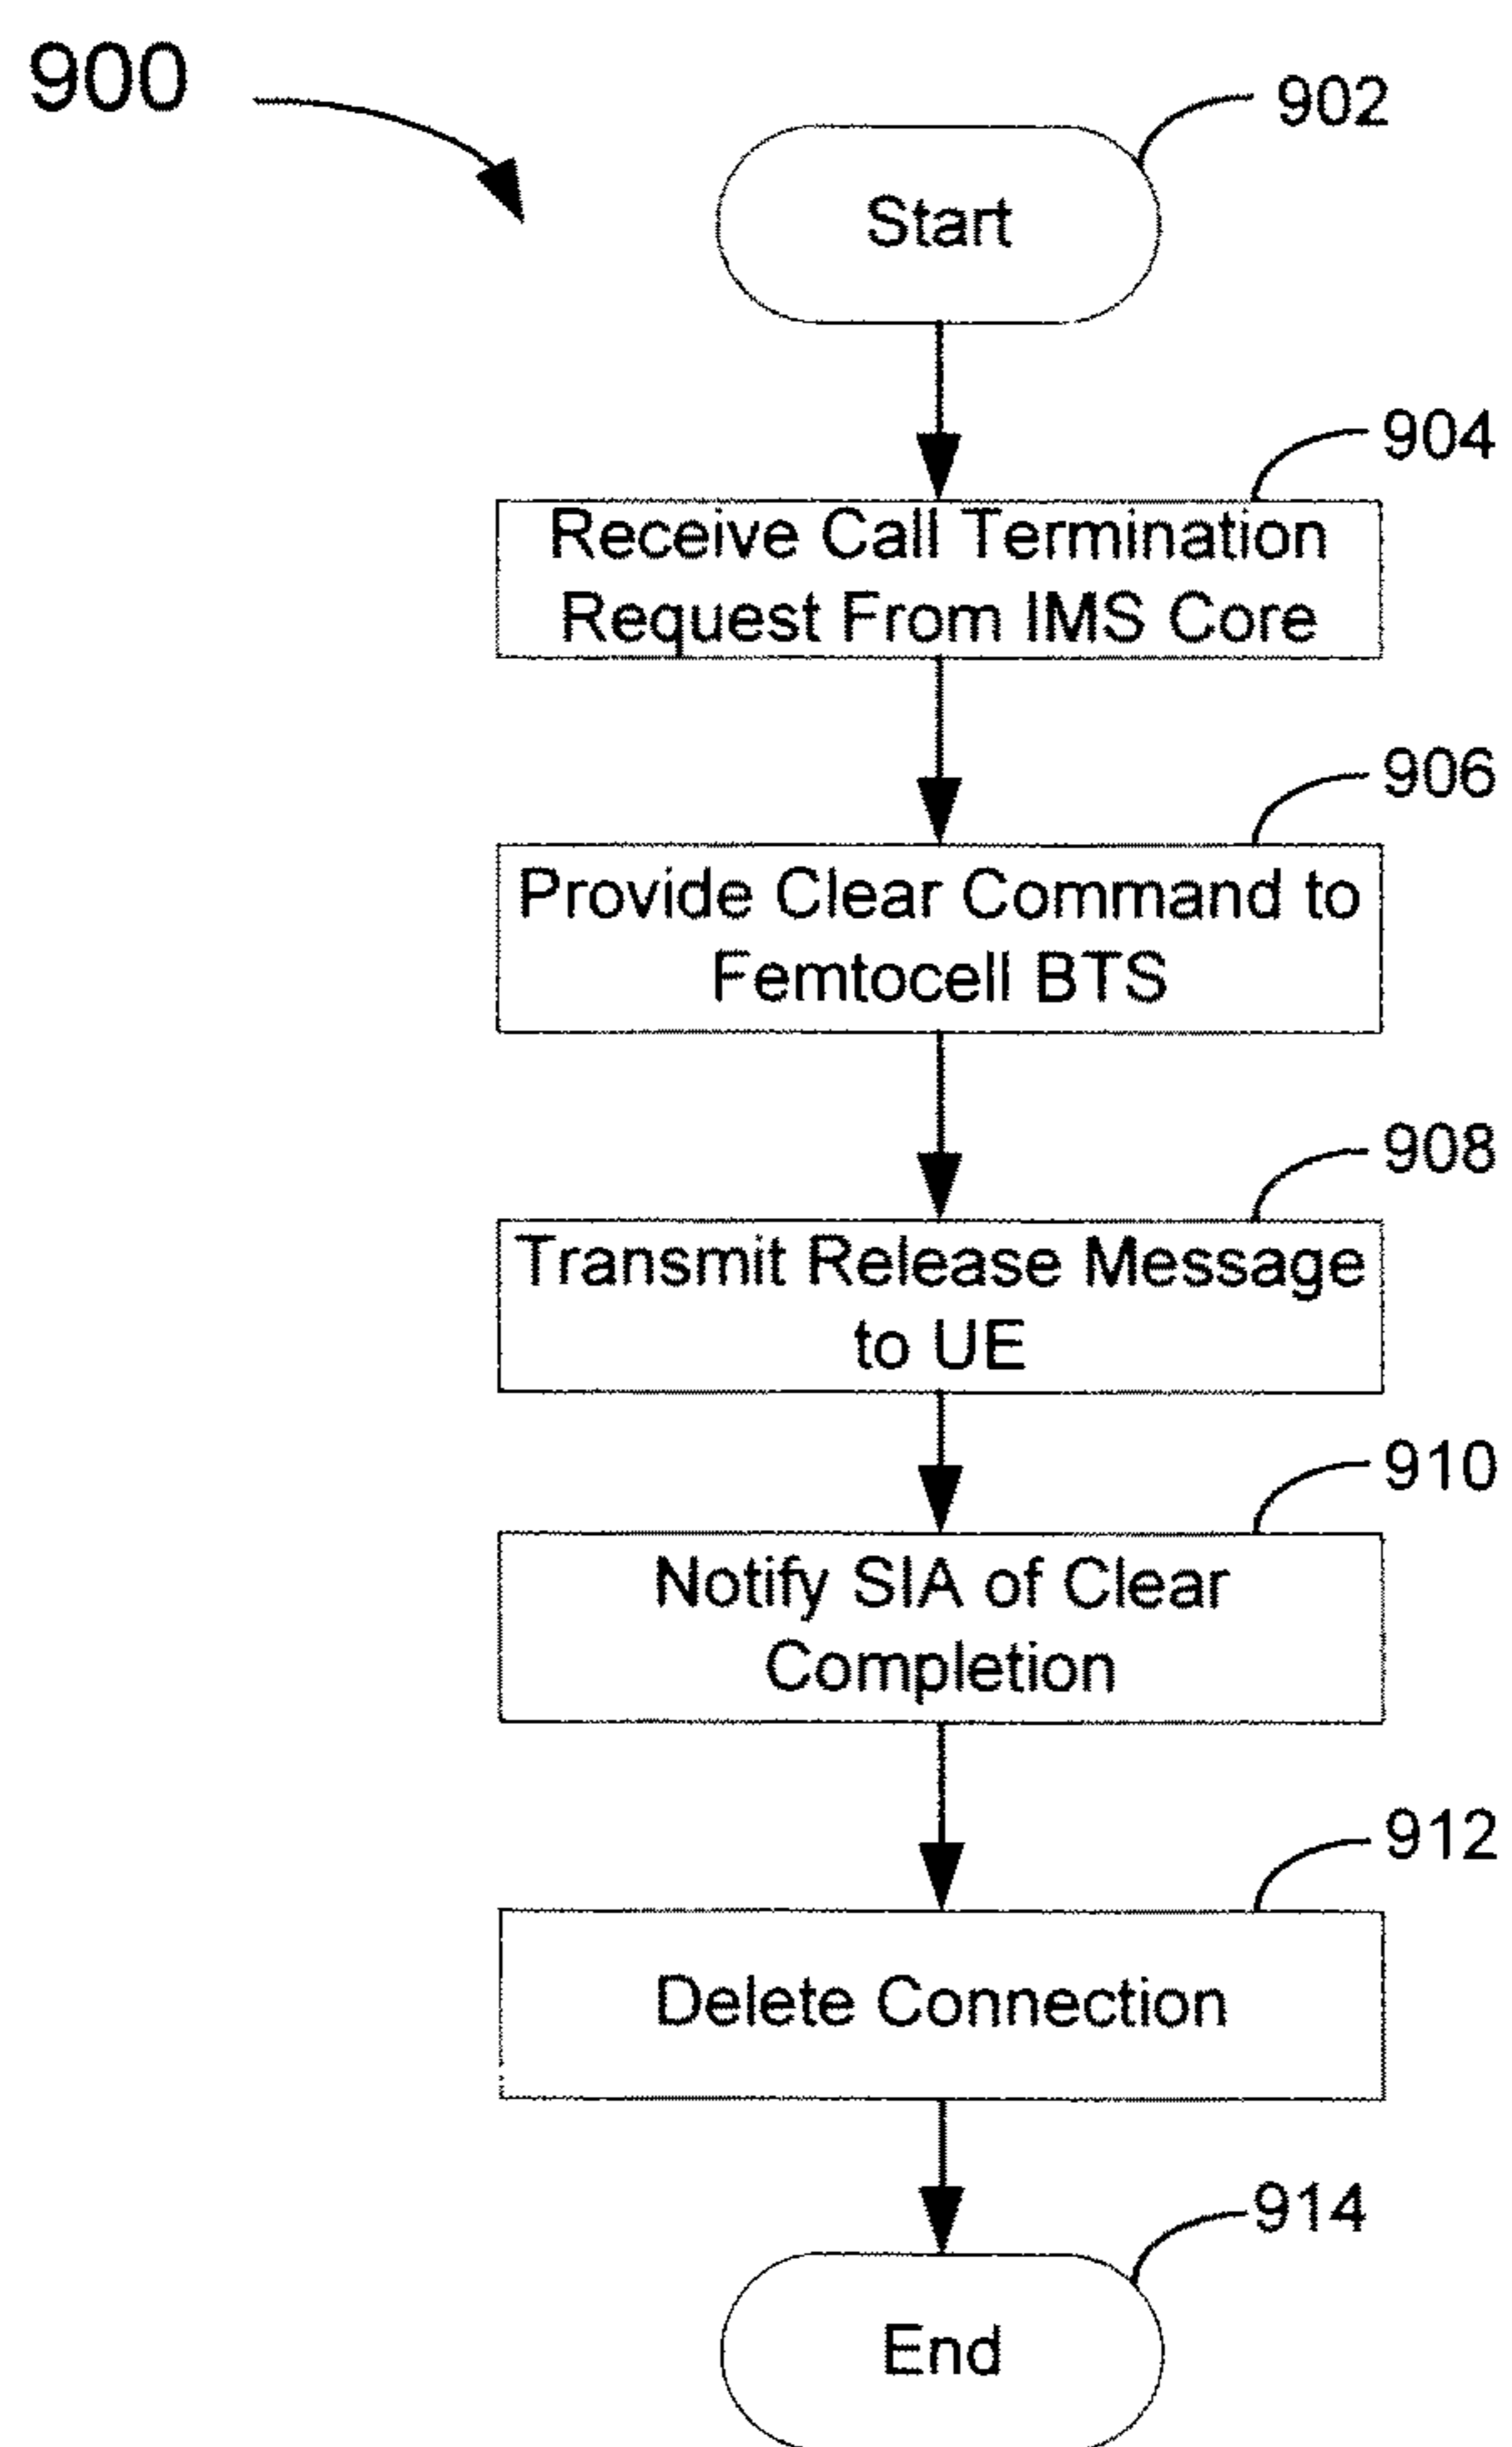 900
902
Start
904
Receive Call Termination
Request From IMS Core
906
Provide Clear Command to
Femtocell BTS
908
Transmit Release Message
to UE
910
Notify SIA of Clear
Completion
912
Delete Connection
914
End